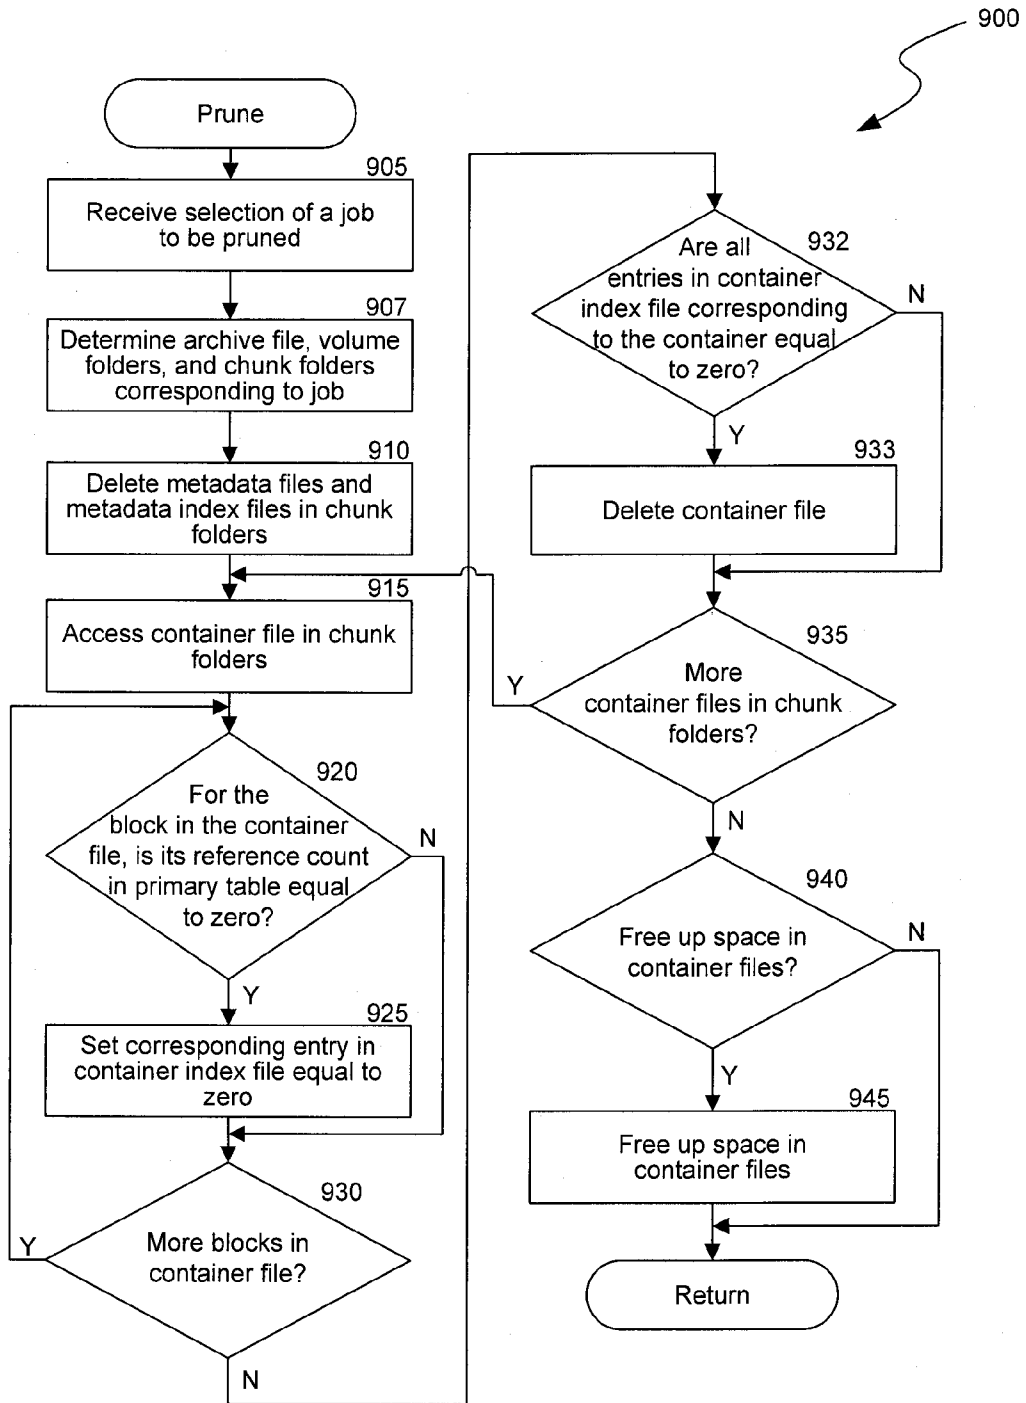 900
Prune
905
Receive selection of a job
to be pruned
907
Determine archive file, volume
folders, and chunk folders
corresponding to job
910
Delete metadata files and
metadata index files in chunk
folders
915
Access container file in chunk
folders
920
For the
block in the container
file, is its reference count
in primary table equal
to zero?
N
Y
925
Set corresponding entry in
container index file equal to
zero
930
More blocks in
container file?
Y
N
932
Are all
entries in container
index file corresponding
to the container equal
to zero?
N
Y
933
Delete container file
935
More
container files in chunk
folders?
Y
N
940
Free up space in
container files?
N
Y
945
Free up space in
container files
Return